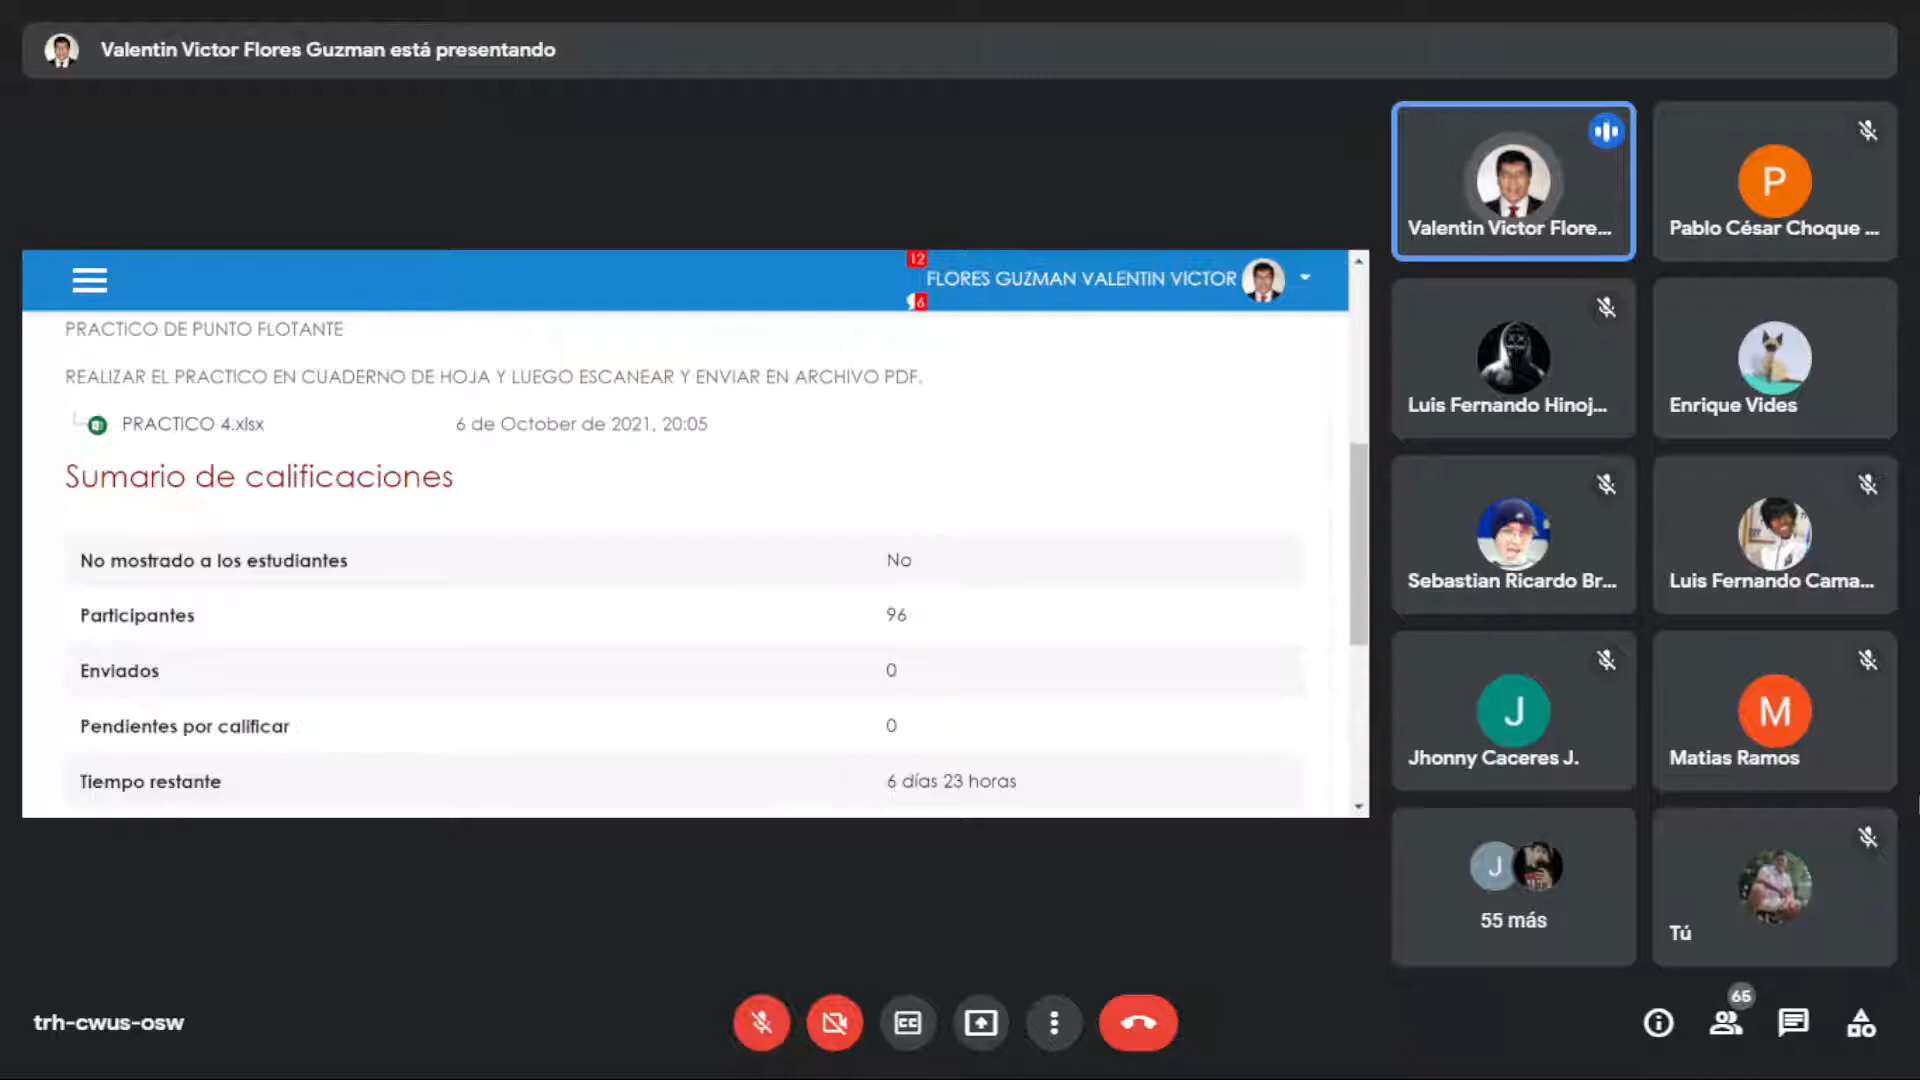 Valentin Victor Flores Guzman está presentando
12
FLORES GUZMAN VALENTIN VICTOR
6
PRACTICO DE PUNTO FLOTANTE
REALIZAR EL PRACTICO EN CUADERNO DE HOJA Y LUEGO ESCANEAR Y ENVIAR EN ARCHIVO PDF.
PRACTICO 4.xlsx 6 de October de 2021, 20:05
Sumario de calificaciones
No mostrado a los estudiantes No
Participantes 96
Enviados 0
Pendientes por calificar 0
Tiempo restante 6 días 23 horas
Valentin Victor Flore...
P
Pablo César Choque ...
Luis Fernando Hinoj...
Enrique Vides
Sebastian Ricardo Br...
Luis Fernando Cama...
J
Jhonny Caceres J.
M
Matias Ramos
J
55 más
Tú
trh-cwus-osw
CC
65